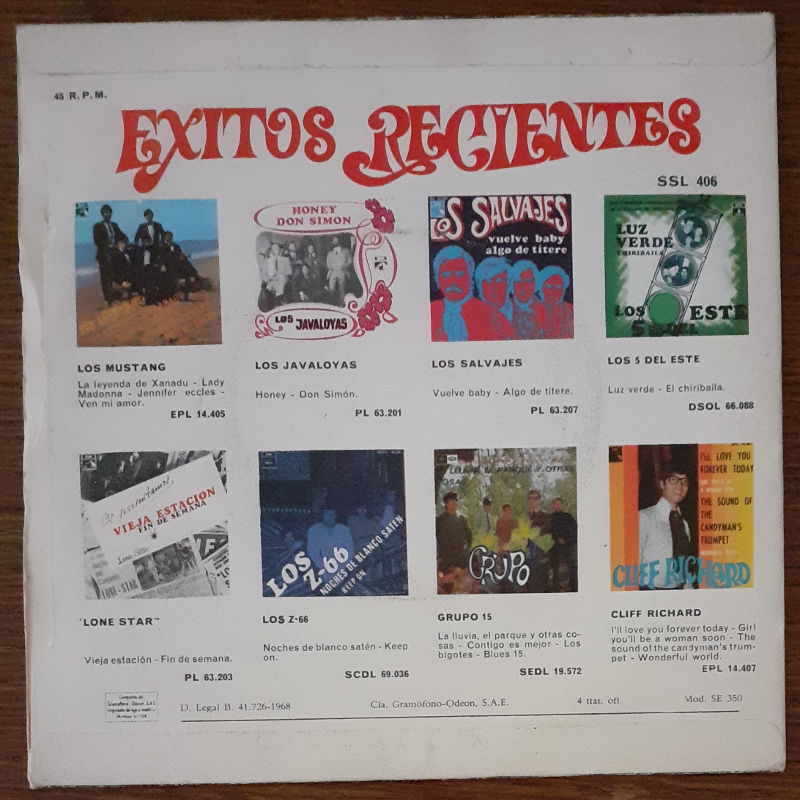 45 R.P.M.
EXITOS RECIENTES
SSL 406
HONEY
DON SIMON
LOS JAVALOYAS
LOS SALVAJES
vuelve baby
algo de títere
LUZ
VERDE
CHIRIBAILA
LOS 5 DEL ESTE
LOS MUSTANG
La leyenda de Xanadu - Lady
Madonna - Jennifer eccles -
Ven mi amor.
EPL 14.405
LOS JAVALOYAS
Honey - Don Simón.
PL 63.201
LOS SALVAJES
Vuelve baby - Algo de títere.
PL 63.207
LOS 5 DEL ESTE
Luz verde - El chiribaila.
DSOL 66.088
VIEJA ESTACION
FIN DE SEMANA
LONE-STAR
LOS
Z-66
NOCHES DE BLANCO SATEN
KEEP ON
GRUPO
I'LL LOVE YOU
FOREVER TODAY
THE SOUND OF
THE
CANDYMAN'S
TRUMPET
CLIFF RICHARD
"LONE STAR"
Vieja estación - Fin de semana.
PL 63.203
LOS Z-66
Noches de blanco satén - Keep
on.
SCDL 69.036
GRUPO 15
La lluvia, el parque y otras co-
sas - Contigo es mejor - Los
bigotes - Blues 15.
SEDL 19.572
CLIFF RICHARD
I'll love you forever today - Girl
you'll be a woman soon - The
sound of the candyman's trum-
pet - Wonderful world.
EPL 14.407
D. Legal B. 41.726-1968
Cía. Gramófono-Odeon, S.A.E.
4 ttas. oft.
Mod. SE 350